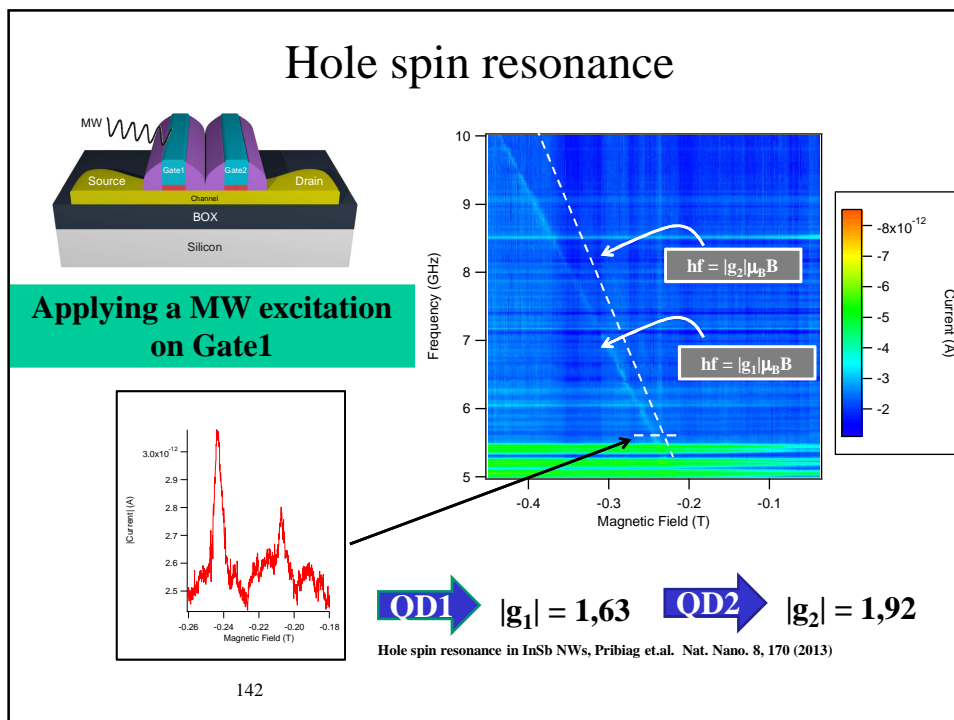 Hole spin resonance
MW
Gate1
Gate2
Source
Drain
Channel
BOX
Silicon
Applying a MW excitation
on Gate1
10
9
8
7
6
5
Frequency (GHz)
-0.4
-0.3
-0.2
-0.1
Magnetic Field (T)
hf = |g₂|μ_BB
hf = |g₁|μ_BB
-8x10⁻¹²
-7
-6
-5
-4
-3
-2
Current (A)
3.0x10⁻¹²
2.9
2.8
2.7
2.6
2.5
|Current| (A)
-0.26
-0.24
-0.22
-0.20
-0.18
Magnetic Field (T)
QD1
|g₁| = 1,63
QD2
|g₂| = 1,92
Hole spin resonance in InSb NWs, Pribiag et.al. Nat. Nano. 8, 170 (2013)
142